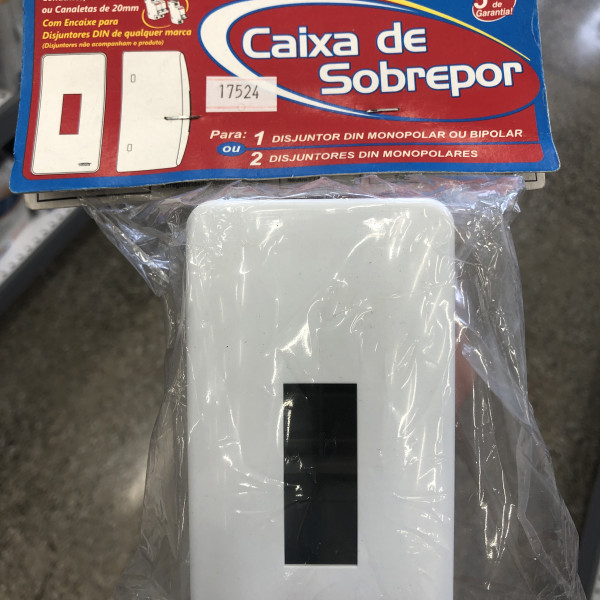 ou Canaletas de 20mm
Com Encaixe para
Disjuntores DIN de qualquer marca
(Disjuntores não acompanham o produto)
de
Garantia!
Caixa de
Sobrepor
17524
Para: 1 DISJUNTOR DIN MONOPOLAR OU BIPOLAR
ou
2 DISJUNTORES DIN MONOPOLARES